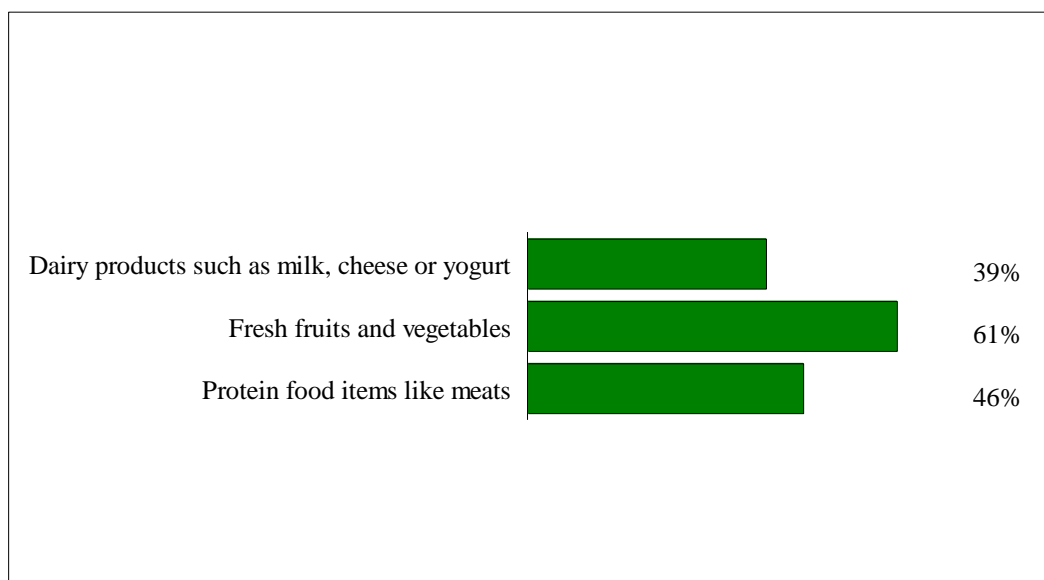 Dairy products such as milk, cheese or yogurt 39%
Fresh fruits and vegetables 61%
Protein food items like meats 46%